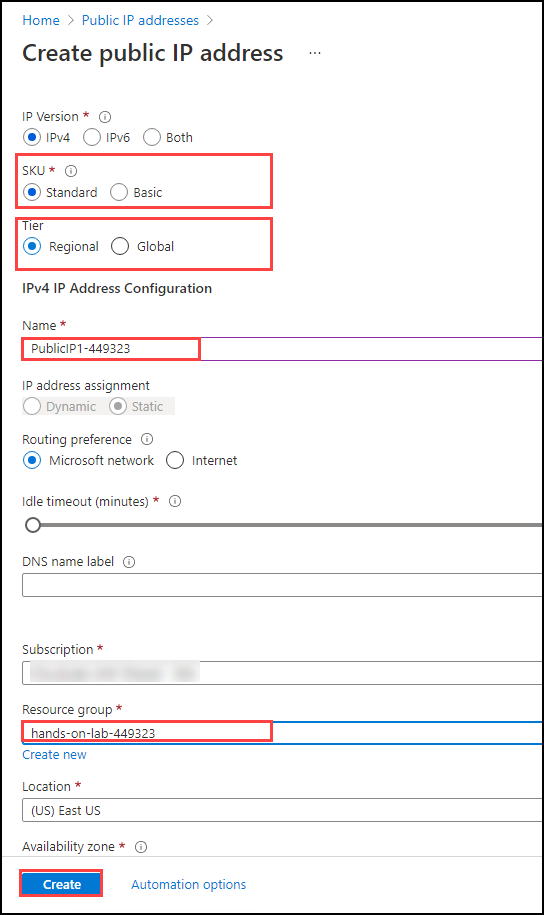 Home > Public IP addresses >
Create public IP address ...
IP Version *
IPv4 IPv6 Both
SKU *
Standard Basic
Tier
Regional Global
IPv4 IP Address Configuration
Name *
PublicIP1-449323
IP address assignment
Dynamic Static
Routing preference
Microsoft network Internet
Idle timeout (minutes) *
DNS name label
Subscription *
Resource group *
hands-on-lab-449323
Create new
Location *
(US) East US
Availability zone *
Create Automation options